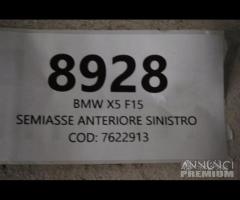 8928
BMW X5 F15
SEMIASSE ANTERIORE SINISTRO
COD: 7622913
ANNUNCI
PREMIUM